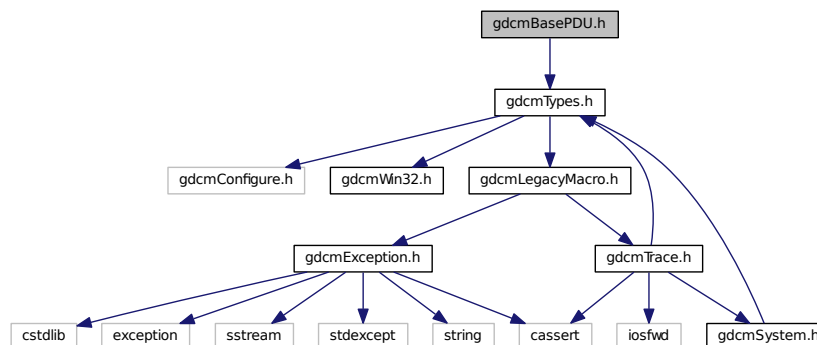 gdcmBasePDU.h
gdcmTypes.h
gdcmConfigure.h
gdcmWin32.h
gdcmLegacyMacro.h
gdcmException.h
gdcmTrace.h
cstdlib
exception
sstream
stdexcept
string
cassert
iosfwd
gdcmSystem.h